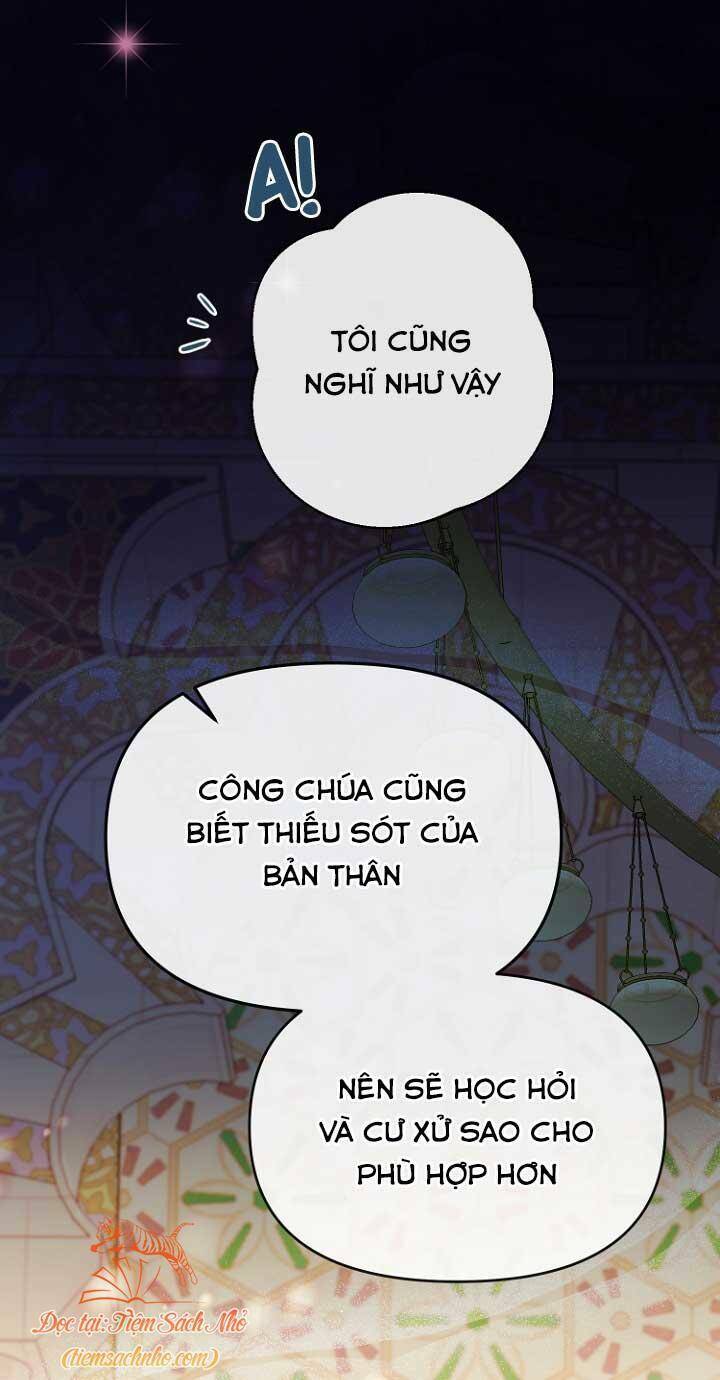 A!
TÔI CŨNG
NGHĨ NHƯ VẬY
CÔNG CHÚA CŨNG
BIẾT THIẾU SÓT CỦA
BẢN THÂN
NÊN SẼ HỌC HỎI
VÀ CƯ XỬ SAO CHO
PHÙ HỢP HƠN
Đọc tại: Tiệm Sách Nhỏ
(tiemsachnho.com)